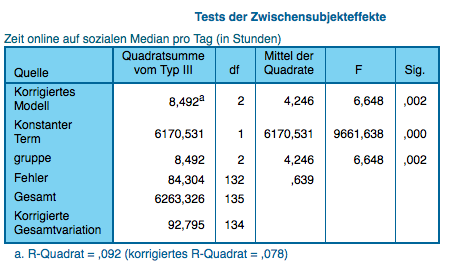 Tests der Zwischensubjekteffekte
Zeit online auf sozialen Median pro Tag (in Stunden)
Quelle Quadratsumme vom Typ III df Mittel der Quadrate F Sig.
Korrigiertes Modell 8,492a 2 4,246 6,648 ,002
Konstanter Term 6170,531 1 6170,531 9661,638 ,000
gruppe 8,492 2 4,246 6,648 ,002
Fehler 84,304 132 ,639
Gesamt 6263,326 135
Korrigierte Gesamtvariation 92,795 134
a. R-Quadrat = ,092 (korrigiertes R-Quadrat = ,078)